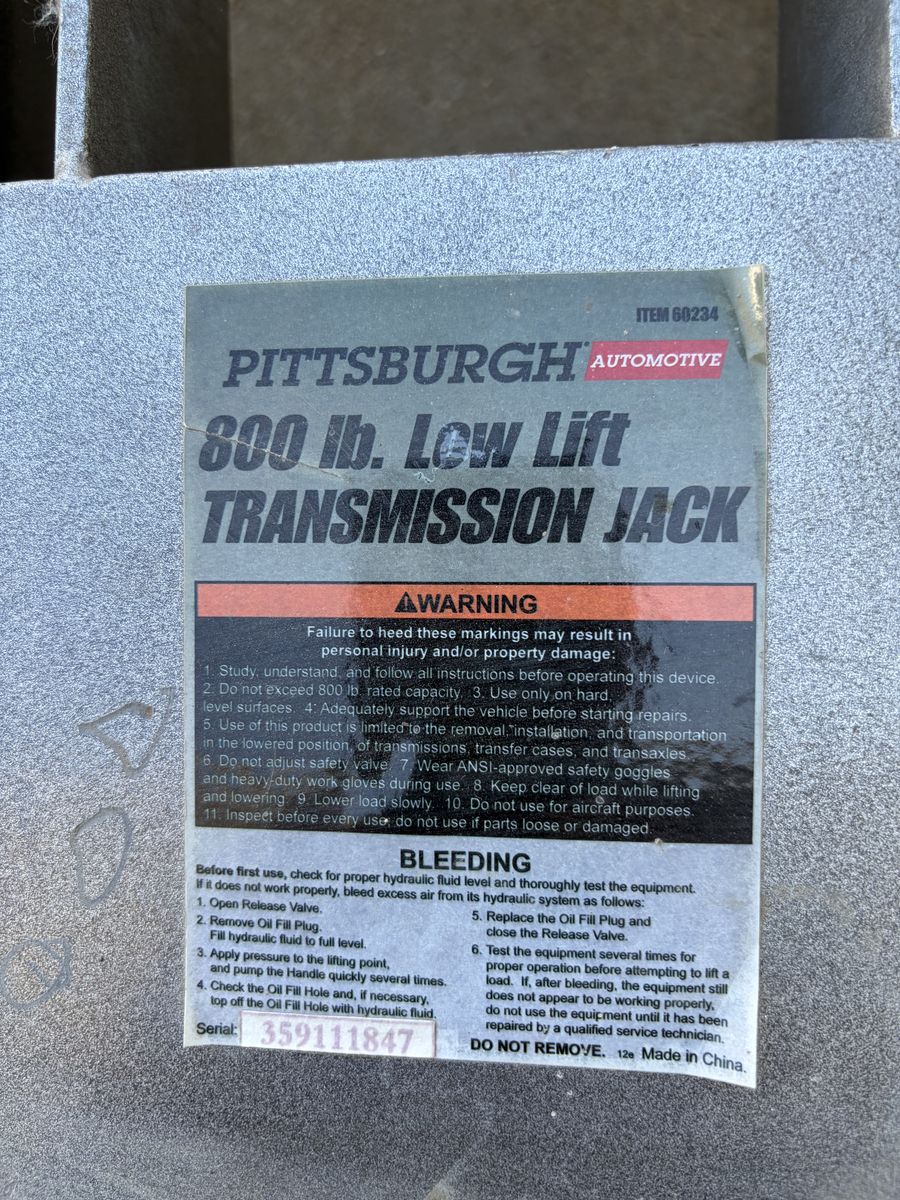 ITEM 60234
PITTSBURGH AUTOMOTIVE
800 lb. Low Lift
TRANSMISSION JACK
WARNING
Failure to heed these markings may result in
personal injury and/or property damage:
1. Study, understand, and follow all instructions before operating this device.
2. Do not exceed 800 lb. rated capacity. 3. Use only on hard,
level surfaces. 4. Adequately support the vehicle before starting repairs.
5. Use of this product is limited to the removal, installation, and transportation
in the lowered position, of transmissions, transfer cases, and transaxles.
6. Do not adjust safety valve. 7. Wear ANSI-approved safety goggles
and heavy-duty work gloves during use. 8. Keep clear of load while lifting
and lowering. 9. Lower load slowly. 10. Do not use for aircraft purposes.
11. Inspect before every use; do not use if parts loose or damaged.
BLEEDING
Before first use, check for proper hydraulic fluid level and thoroughly test the equipment.
If it does not work properly, bleed excess air from its hydraulic system as follows:
1. Open Release Valve.
2. Remove Oil Fill Plug.
Fill hydraulic fluid to full level.
3. Apply pressure to the lifting point,
and pump the Handle quickly several times.
4. Check the Oil Fill Hole and, if necessary,
top off the Oil Fill Hole with hydraulic fluid.
5. Replace the Oil Fill Plug and
close the Release Valve.
6. Test the equipment several times for
proper operation before attempting to lift a
load. If, after bleeding, the equipment still
does not appear to be working properly,
do not use the equipment until it has been
repaired by a qualified service technician.
Serial: 359111847
DO NOT REMOVE. 12e Made in China.